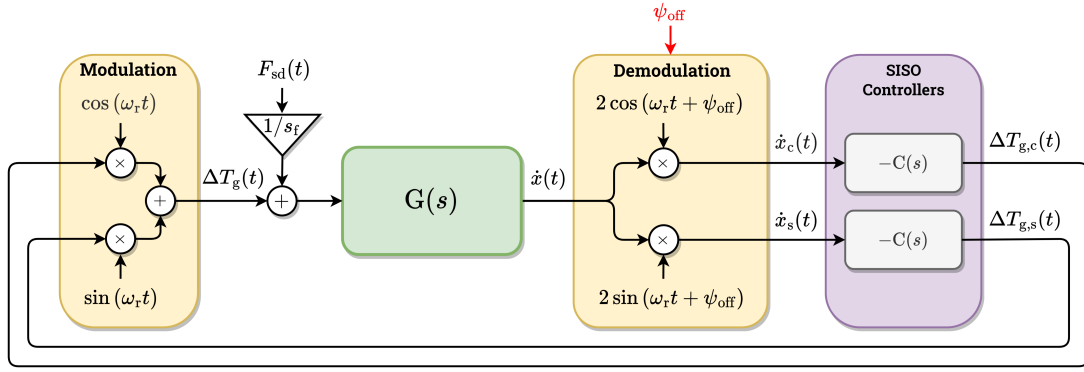 ψ_off
Modulation
cos (ω_r t)
×
+
×
sin (ω_r t)
ΔT_g(t)
F_sd(t)
1/s_f
+
G(s)
ẋ(t)
Demodulation
2 cos (ω_r t + ψ_off)
×
×
2 sin (ω_r t + ψ_off)
ẋ_c(t)
ẋ_s(t)
SISO
Controllers
−C(s)
−C(s)
ΔT_g,c(t)
ΔT_g,s(t)